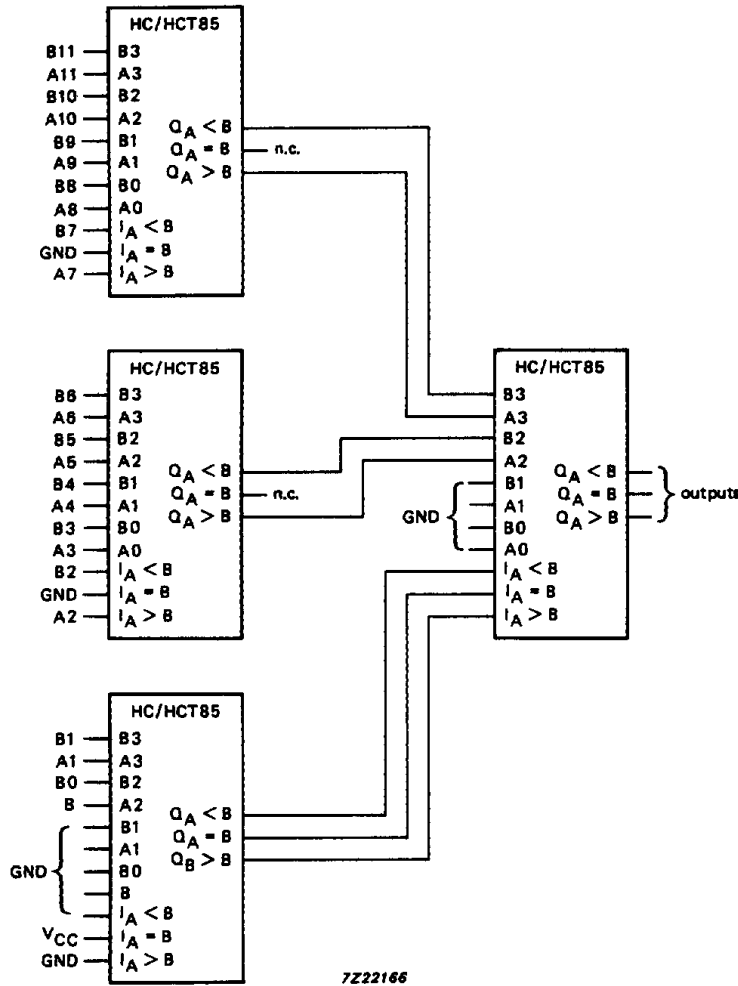 HC/HCT85
B11 B3
A11 A3
B10 B2
A10 A2
B9 B1
A9 A1
B8 B0
A8 A0
B7 IA < B
GND IA = B
A7 IA > B
QA < B
QA = B n.c.
QA > B
HC/HCT85
B6 B3
A6 A3
B5 B2
A5 A2
B4 B1
A4 A1
B3 B0
A3 A0
B2 IA < B
GND IA = B
A2 IA > B
QA < B
QA = B n.c.
QA > B
HC/HCT85
B1 B3
A1 A3
B0 B2
B A2
B1
A1
GND B0
B
IA < B
VCC IA = B
GND IA > B
QA < B
QA = B
QB > B
HC/HCT85
B3
A3
B2
A2
B1
A1
GND B0
A0
IA < B
IA = B
IA > B
QA < B
QA = B outputs
QA > B
7Z22166